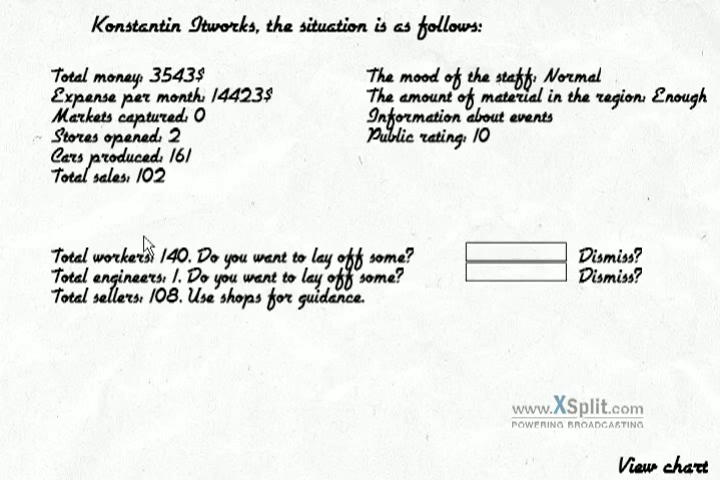 Konstantin Itworks, the situation is as follows:
Total money: 3543$
Expense per month: 14423$
Markets captured: 0
Stores opened: 2
Cars produced: 161
Total sales: 102
The mood of the staff: Normal
The amount of material in the region: Enough
Information about events
Public rating: 10
Total workers: 140. Do you want to lay off some? Dismiss?
Total engineers: 1. Do you want to lay off some? Dismiss?
Total sellers: 108. Use shops for guidance.
www.XSplit.com
POWERING BROADCASTING
View chart